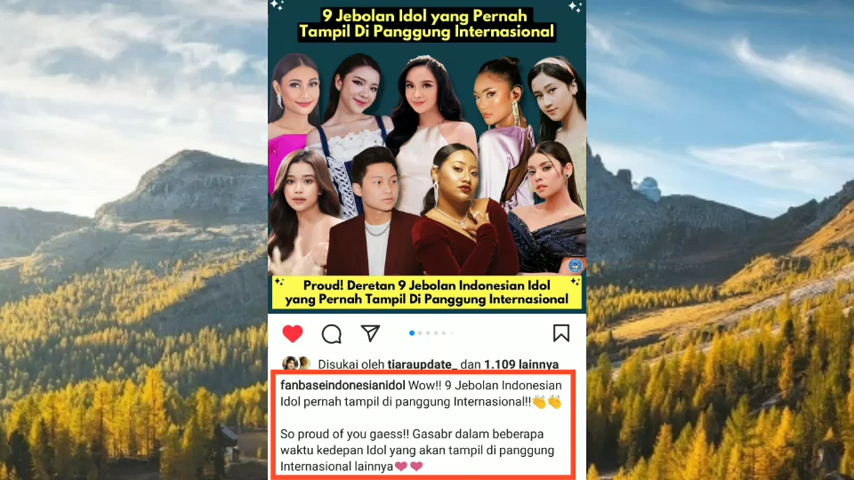 9 Jebolan Idol yang Pernah
Tampil Di Panggung Internasional
Proud! Deretan 9 Jebolan Indonesian Idol
yang Pernah Tampil Di Panggung Internasional
Disukai oleh tiaraupdate_ dan 1.109 lainnya
fanbaseindonesianidol Wow!! 9 Jebolan Indonesian
Idol pernah tampil di panggung Internasional!!👏👏
So proud of you gaess!! Gasabr dalam beberapa
waktu kedepan Idol yang akan tampil di panggung
Internasional lainnya❤❤